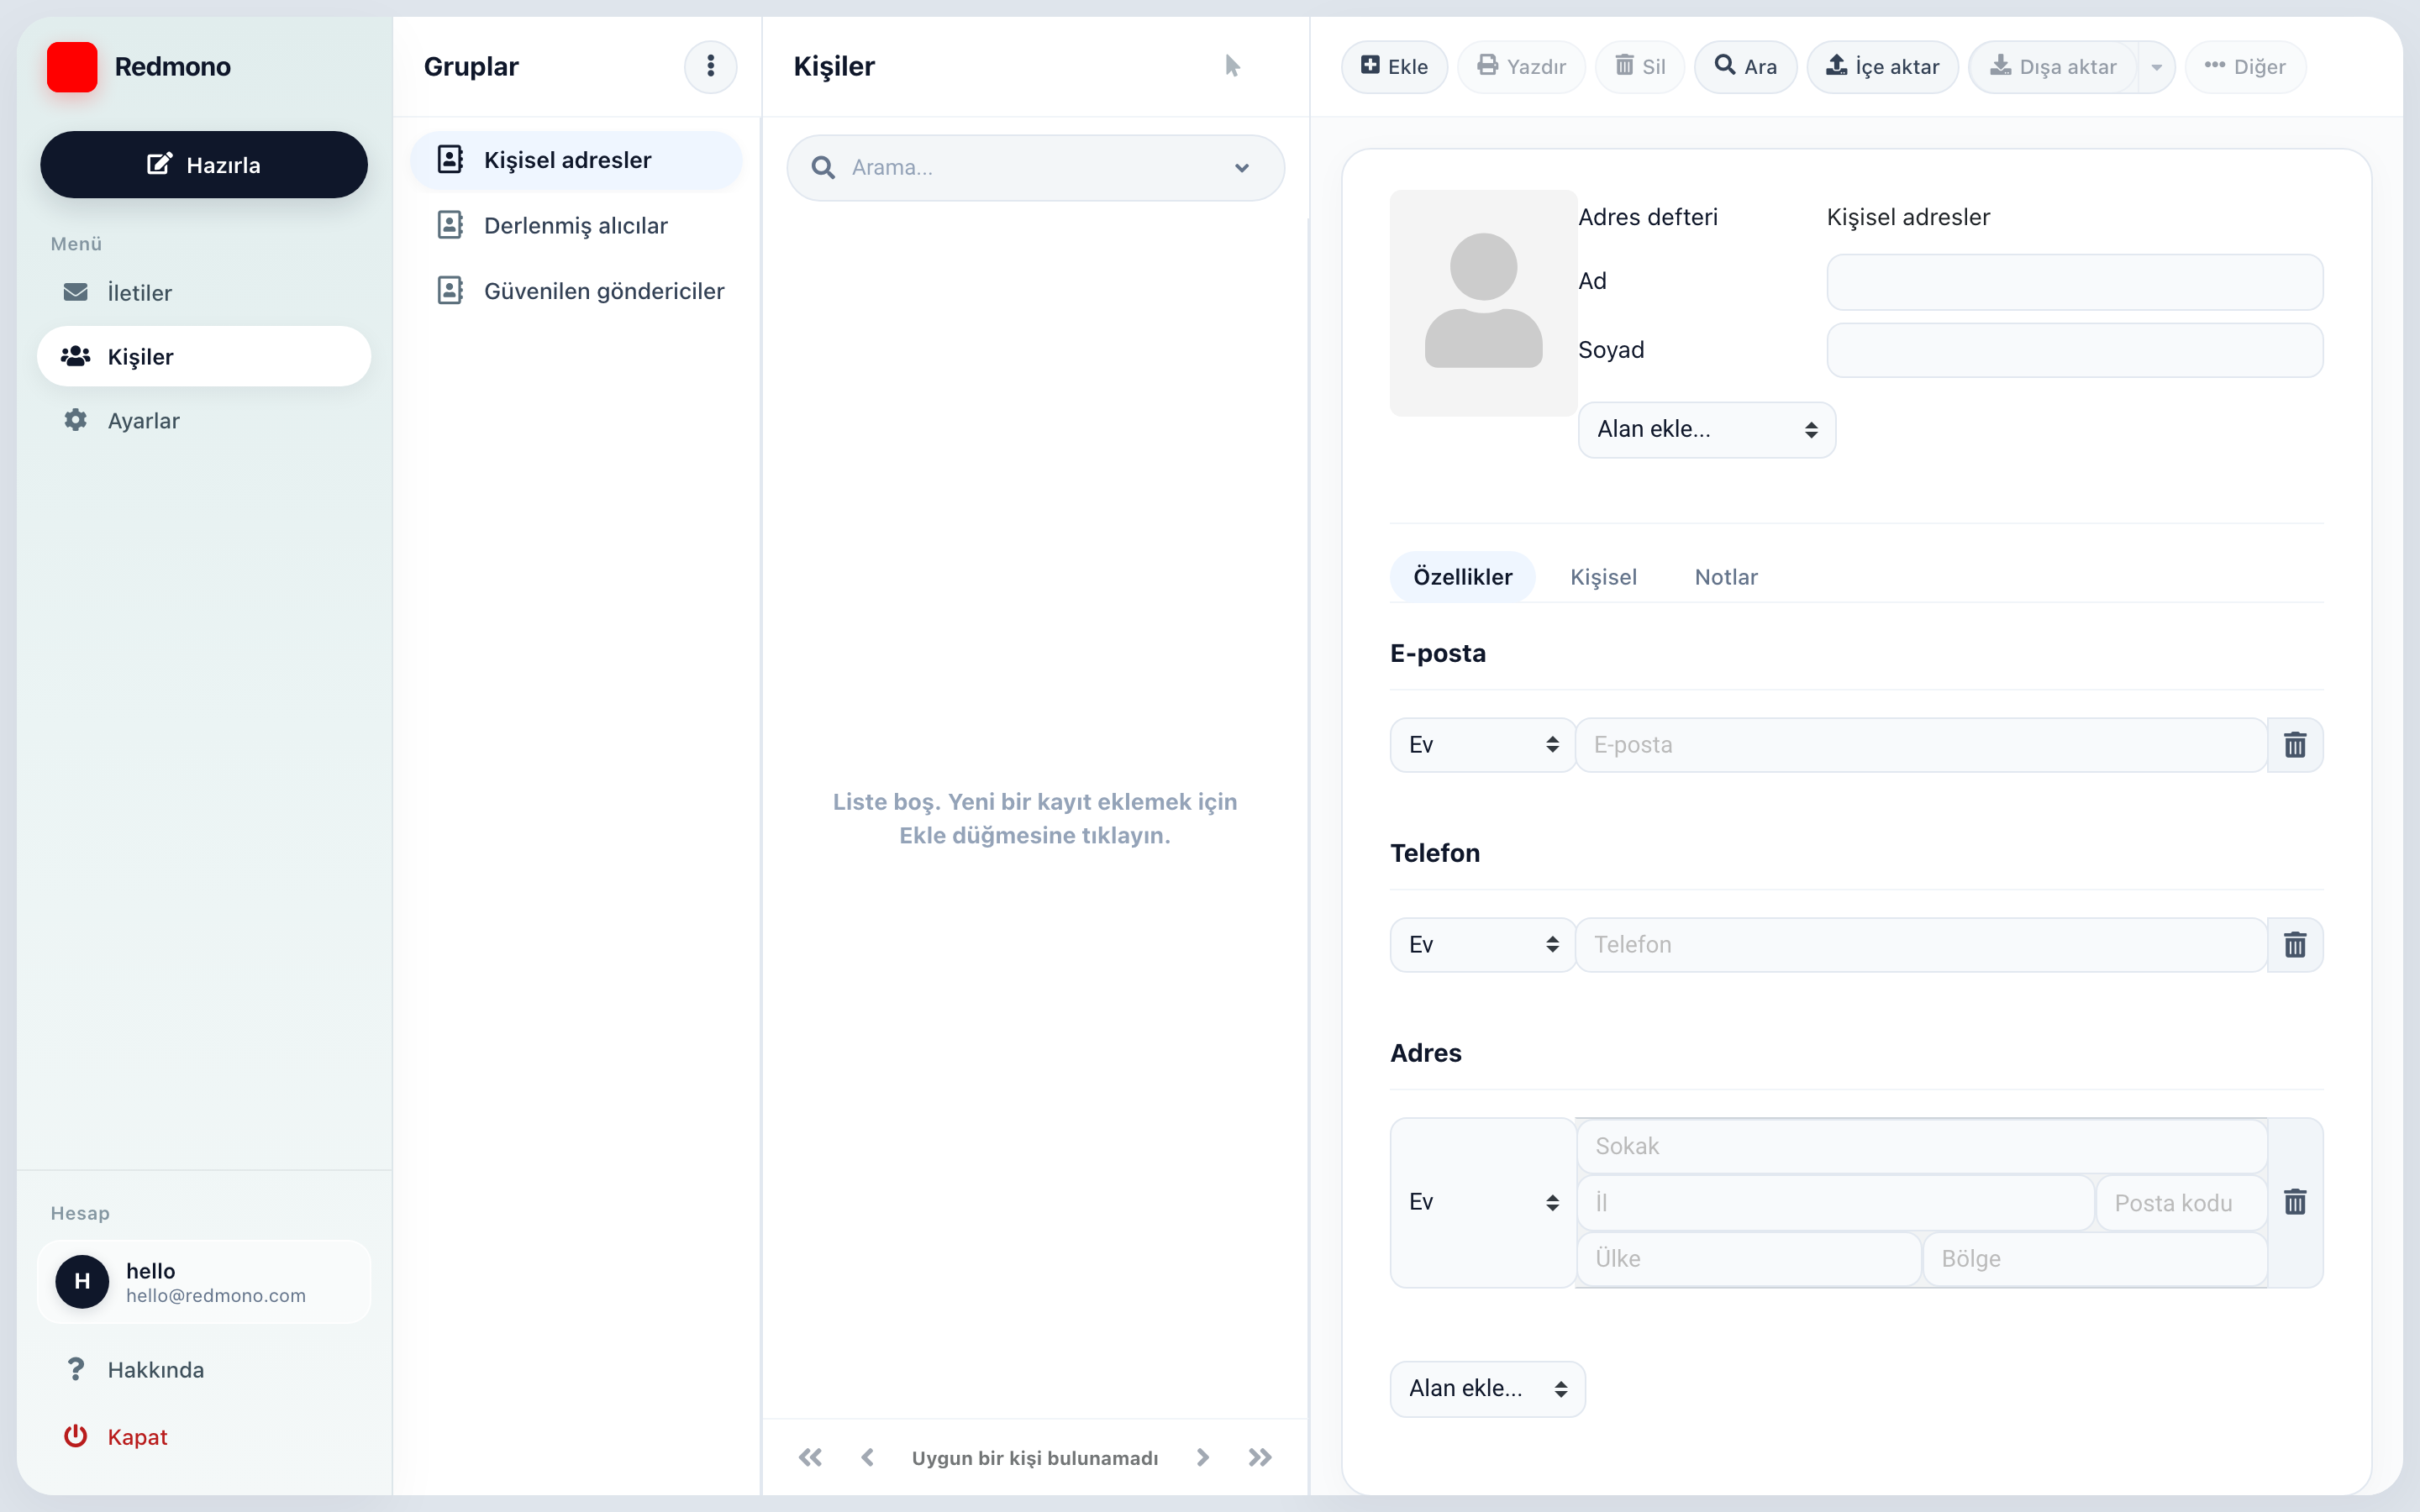 Redmono
Hazırla
Menü
İletiler
Kişiler
Ayarlar
Hesap
H
hello
hello@redmono.com
Hakkında
Kapat
Gruplar
Kişisel adresler
Derlenmiş alıcılar
Güvenilen göndericiler
Kişiler
Arama...
Liste boş. Yeni bir kayıt eklemek için
Ekle düğmesine tıklayın.
Uygun bir kişi bulunamadı
Ekle
Yazdır
Sil
Ara
İçe aktar
Dışa aktar
Diğer
Adres defteri
Kişisel adresler
Ad
Soyad
Alan ekle...
Özellikler
Kişisel
Notlar
E-posta
Ev
E-posta
Telefon
Ev
Telefon
Adres
Ev
Sokak
İl
Posta kodu
Ülke
Bölge
Alan ekle...